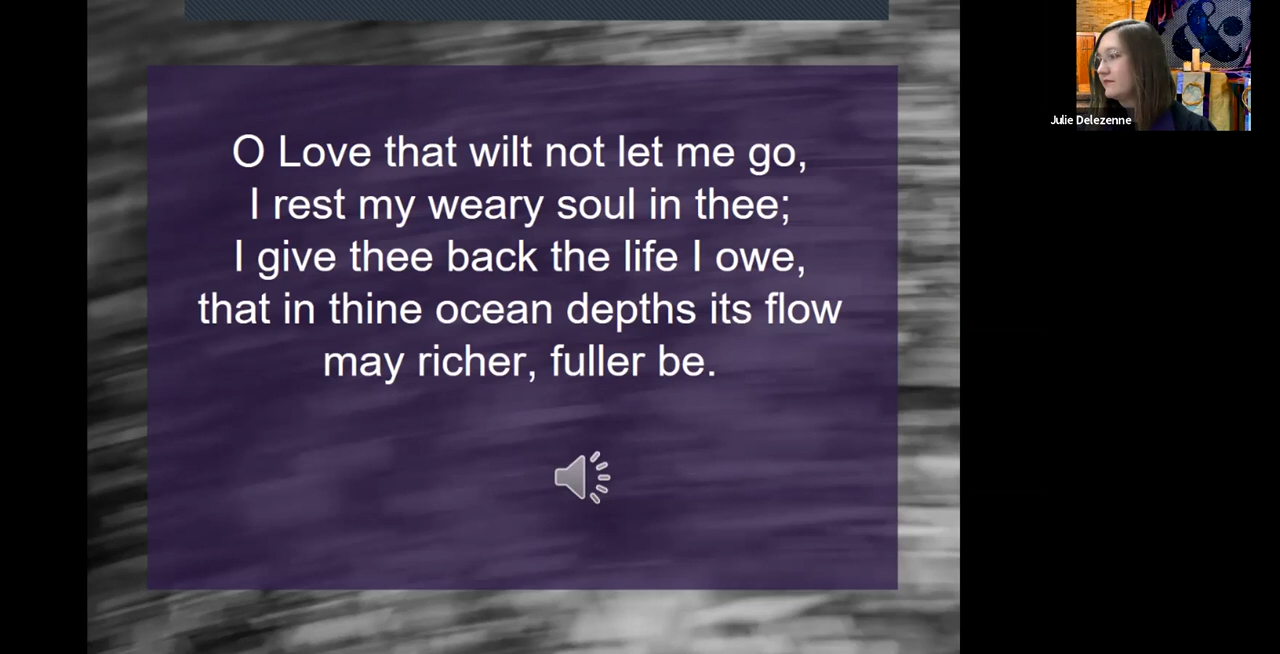 O Love that wilt not let me go,
I rest my weary soul in thee;
I give thee back the life I owe,
that in thine ocean depths its flow
may richer, fuller be.
Julie Delezenne